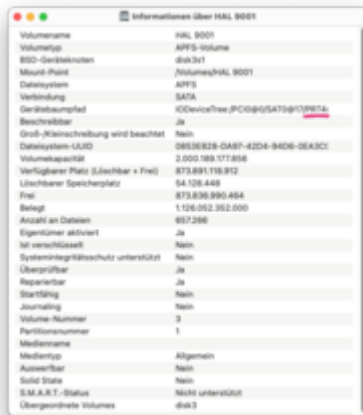 Informationen über HAL 9001
Volumename HAL 9001
Volumetyp APFS-Volume
BSD-Geräteknoten disk3s1
Mount-Point /Volumes/HAL 9001
Dateisystem APFS
Verbindung SATA
Gerätebaumpfad IODeviceTree:/PCI0@0/SAT0@17/PRT4
Beschreibbar Ja
Groß-/Kleinschreibung wird beachtet Nein
Dateisystem-UUID
Volumekapazität 2.000.189.177.856
Verfügbarer Platz (Löschbar + Frei) 873.891.118.912
Löschbarer Speicherplatz 54.128.448
Frei 873.836.990.464
Belegt 1.126.052.352.000
Anzahl an Dateien 657.266
Eigentümer aktiviert Ja
Ist verschlüsselt Nein
Systemintegritätsschutz unterstützt Nein
Überprüfbar Ja
Reparierbar Ja
Startfähig Nein
Journaling Nein
Volume-Nummer 3
Partitionsnummer 1
Medienname
Medientyp Allgemein
Auswerfbar Nein
Solid State Nein
S.M.A.R.T.-Status Nicht unterstützt
Übergeordnete Volumes disk3